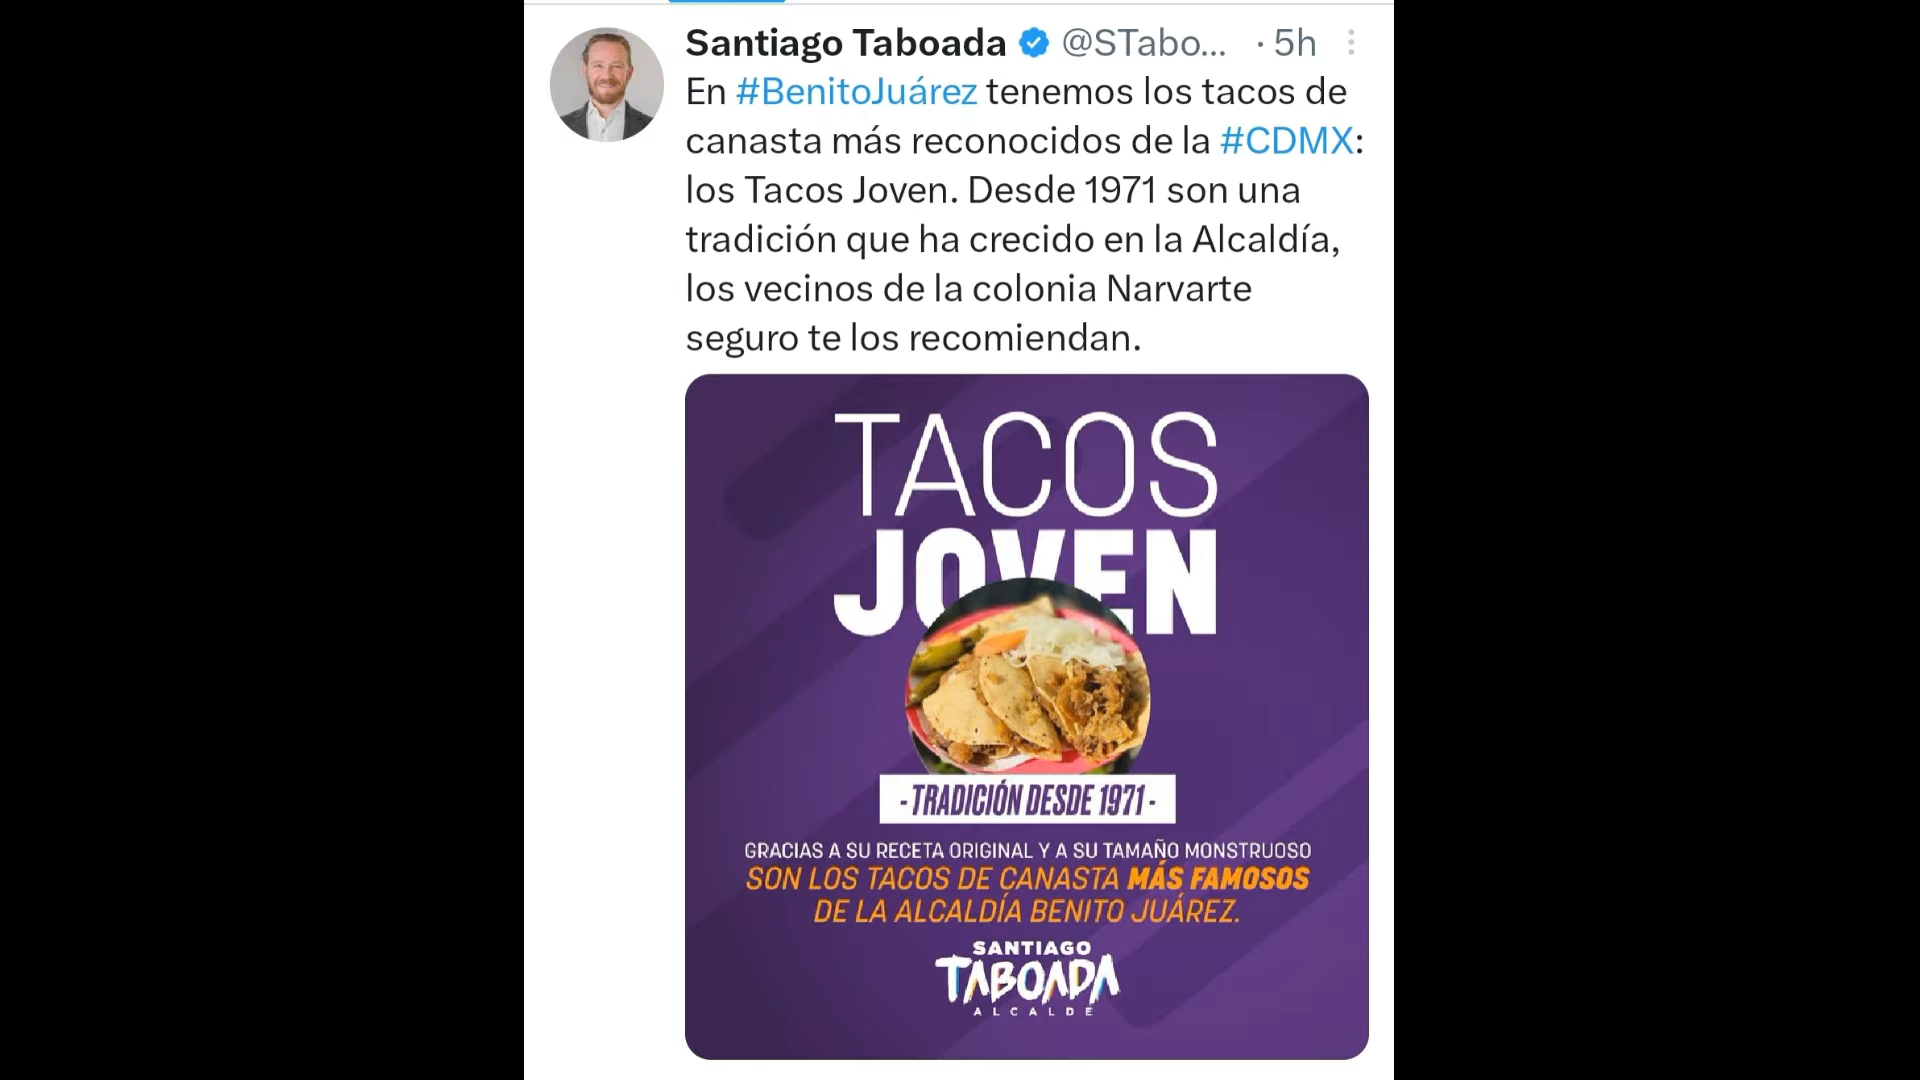 Santiago Taboada @STabo... · 5h
En #BenitoJuárez tenemos los tacos de
canasta más reconocidos de la #CDMX:
los Tacos Joven. Desde 1971 son una
tradición que ha crecido en la Alcaldía,
los vecinos de la colonia Narvarte
seguro te los recomiendan.
TACOS
JOVEN
- TRADICIÓN DESDE 1971 -
GRACIAS A SU RECETA ORIGINAL Y A SU TAMAÑO MONSTRUOSO
SON LOS TACOS DE CANASTA MÁS FAMOSOS
DE LA ALCALDÍA BENITO JUÁREZ.
SANTIAGO
TABOADA
ALCALDE